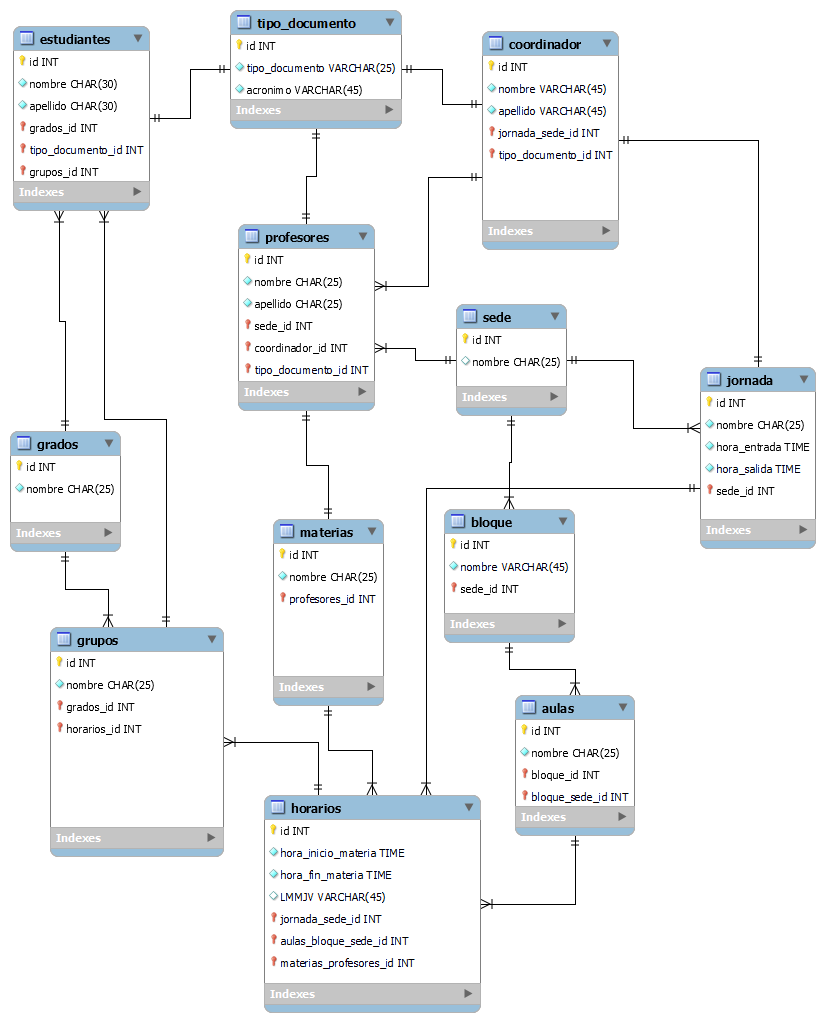 estudiantes
id INT
nombre CHAR(30)
apellido CHAR(30)
grados_id INT
tipo_documento_id INT
grupos_id INT
Indexes
tipo_documento
id INT
tipo_documento VARCHAR(25)
acronimo VARCHAR(45)
Indexes
coordinador
id INT
nombre VARCHAR(45)
apellido VARCHAR(45)
jornada_sede_id INT
tipo_documento_id INT
Indexes
profesores
id INT
nombre CHAR(25)
apellido CHAR(25)
sede_id INT
coordinador_id INT
tipo_documento_id INT
Indexes
sede
id INT
nombre CHAR(25)
Indexes
jornada
id INT
nombre CHAR(25)
hora_entrada TIME
hora_salida TIME
sede_id INT
Indexes
grados
id INT
nombre CHAR(25)
Indexes
materias
id INT
nombre CHAR(25)
profesores_id INT
Indexes
bloque
id INT
nombre VARCHAR(45)
sede_id INT
Indexes
grupos
id INT
nombre CHAR(25)
grados_id INT
horarios_id INT
Indexes
aulas
id INT
nombre CHAR(25)
bloque_id INT
bloque_sede_id INT
Indexes
horarios
id INT
hora_inicio_materia TIME
hora_fin_materia TIME
LMMJV VARCHAR(45)
jornada_sede_id INT
aulas_bloque_sede_id INT
materias_profesores_id INT
Indexes